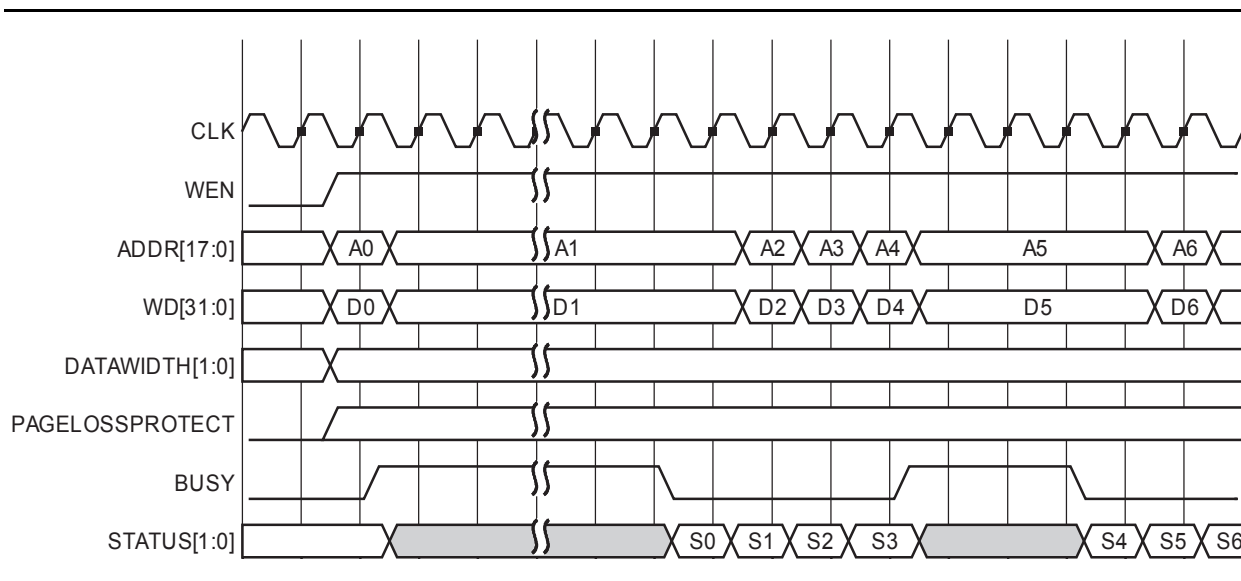 CLK
WEN
ADDR[17:0] A0 A1 A2 A3 A4 A5 A6
WD[31:0] D0 D1 D2 D3 D4 D5 D6
DATAWIDTH[1:0]
PAGELOSSPROTECT
BUSY
STATUS[1:0] S0 S1 S2 S3 S4 S5 S6